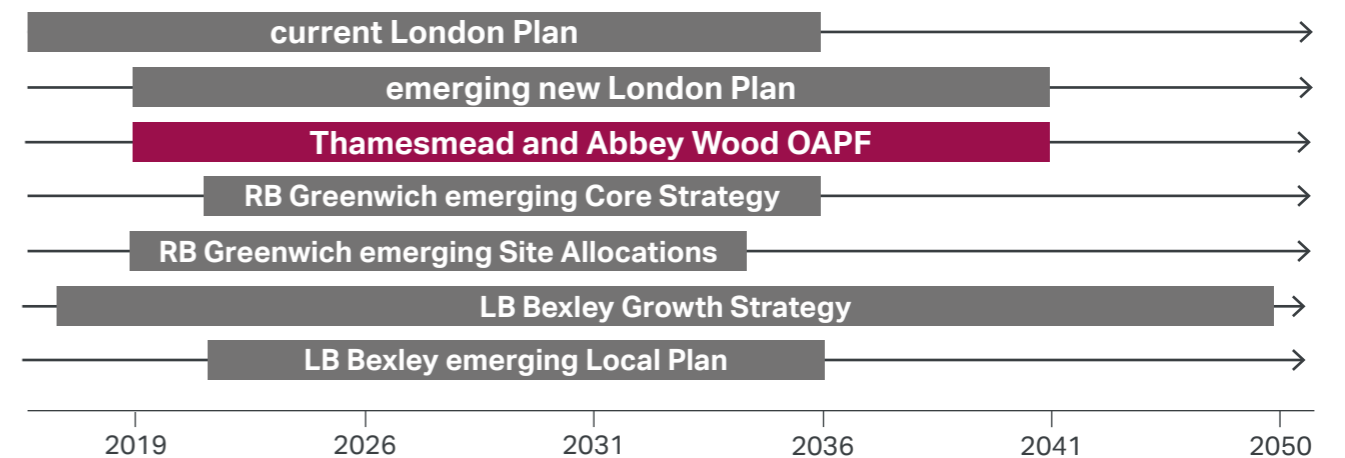 current London Plan
emerging new London Plan
Thamesmead and Abbey Wood OAPF
RB Greenwich emerging Core Strategy
RB Greenwich emerging Site Allocations
LB Bexley Growth Strategy
LB Bexley emerging Local Plan
2019 2026 2031 2036 2041 2050